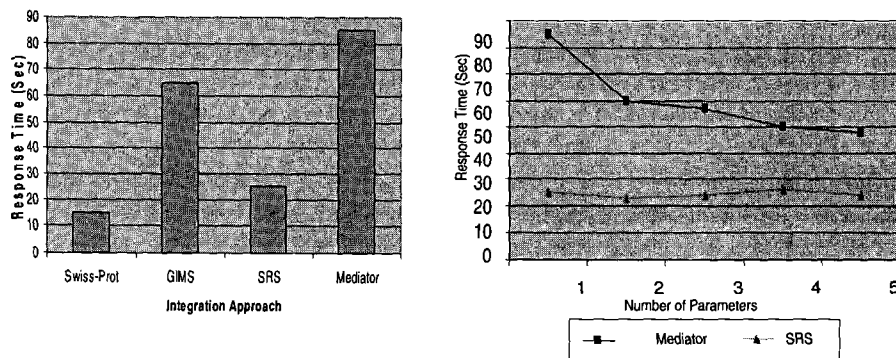 Response Time (Sec)
90
80
70
60
50
40
30
20
10
0
Swiss-Prot GIMS SRS Mediator
Integration Approach
Response Time (Sec)
90
80
70
60
50
40
30
20
10
0
1 2 3 4 5
Number of Parameters
Mediator SRS